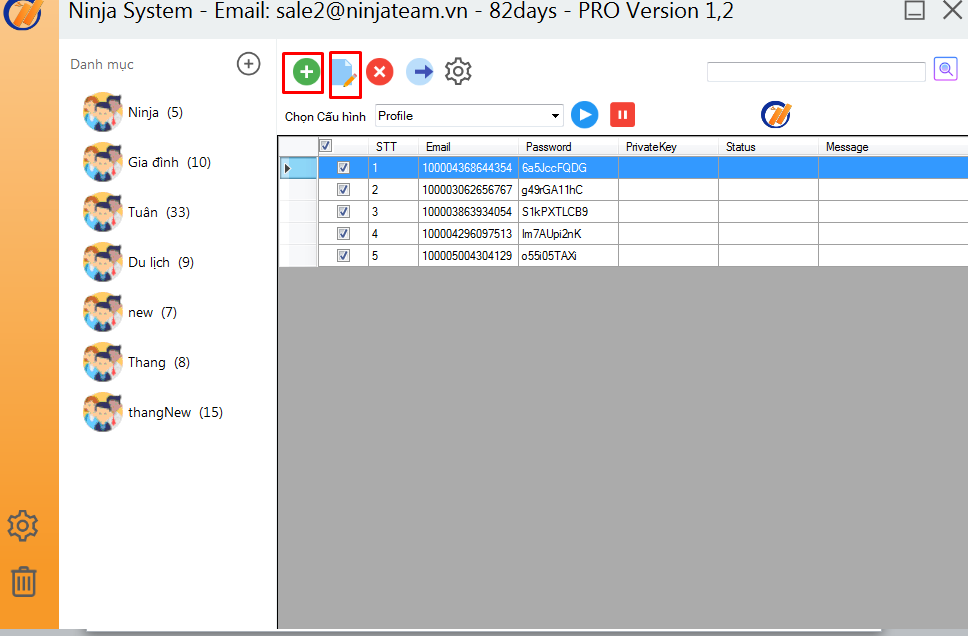 Ninja System - Email: sale2@ninjateam.vn - 82days - PRO Version 1,2
Danh mục
Ninja (5)
Gia đình (10)
Tuân (33)
Du lịch (9)
new (7)
Thang (8)
thangNew (15)
Chọn Cấu hình Profile
STT Email Password PrivateKey Status Message
1 100004368644354 6a5JccFQDG
2 100003062656767 g49rGA11hC
3 100003863934054 S1kPXTLCB9
4 100004296097513 lm7AUpi2nK
5 100005004304129 o55i05TAXi